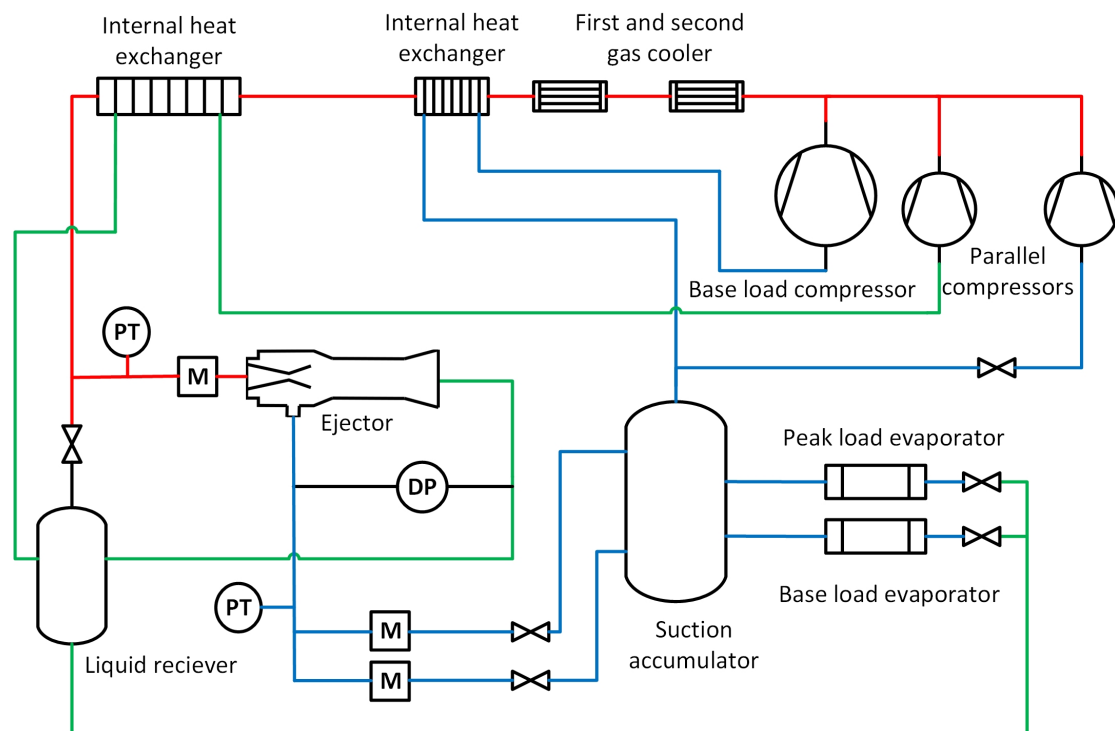 Internal heat
exchanger
Internal heat
exchanger
First and second
gas cooler
Base load compressor
Parallel
compressors
PT
M
Ejector
DP
Peak load evaporator
Base load evaporator
PT
M
M
Suction
accumulator
Liquid reciever